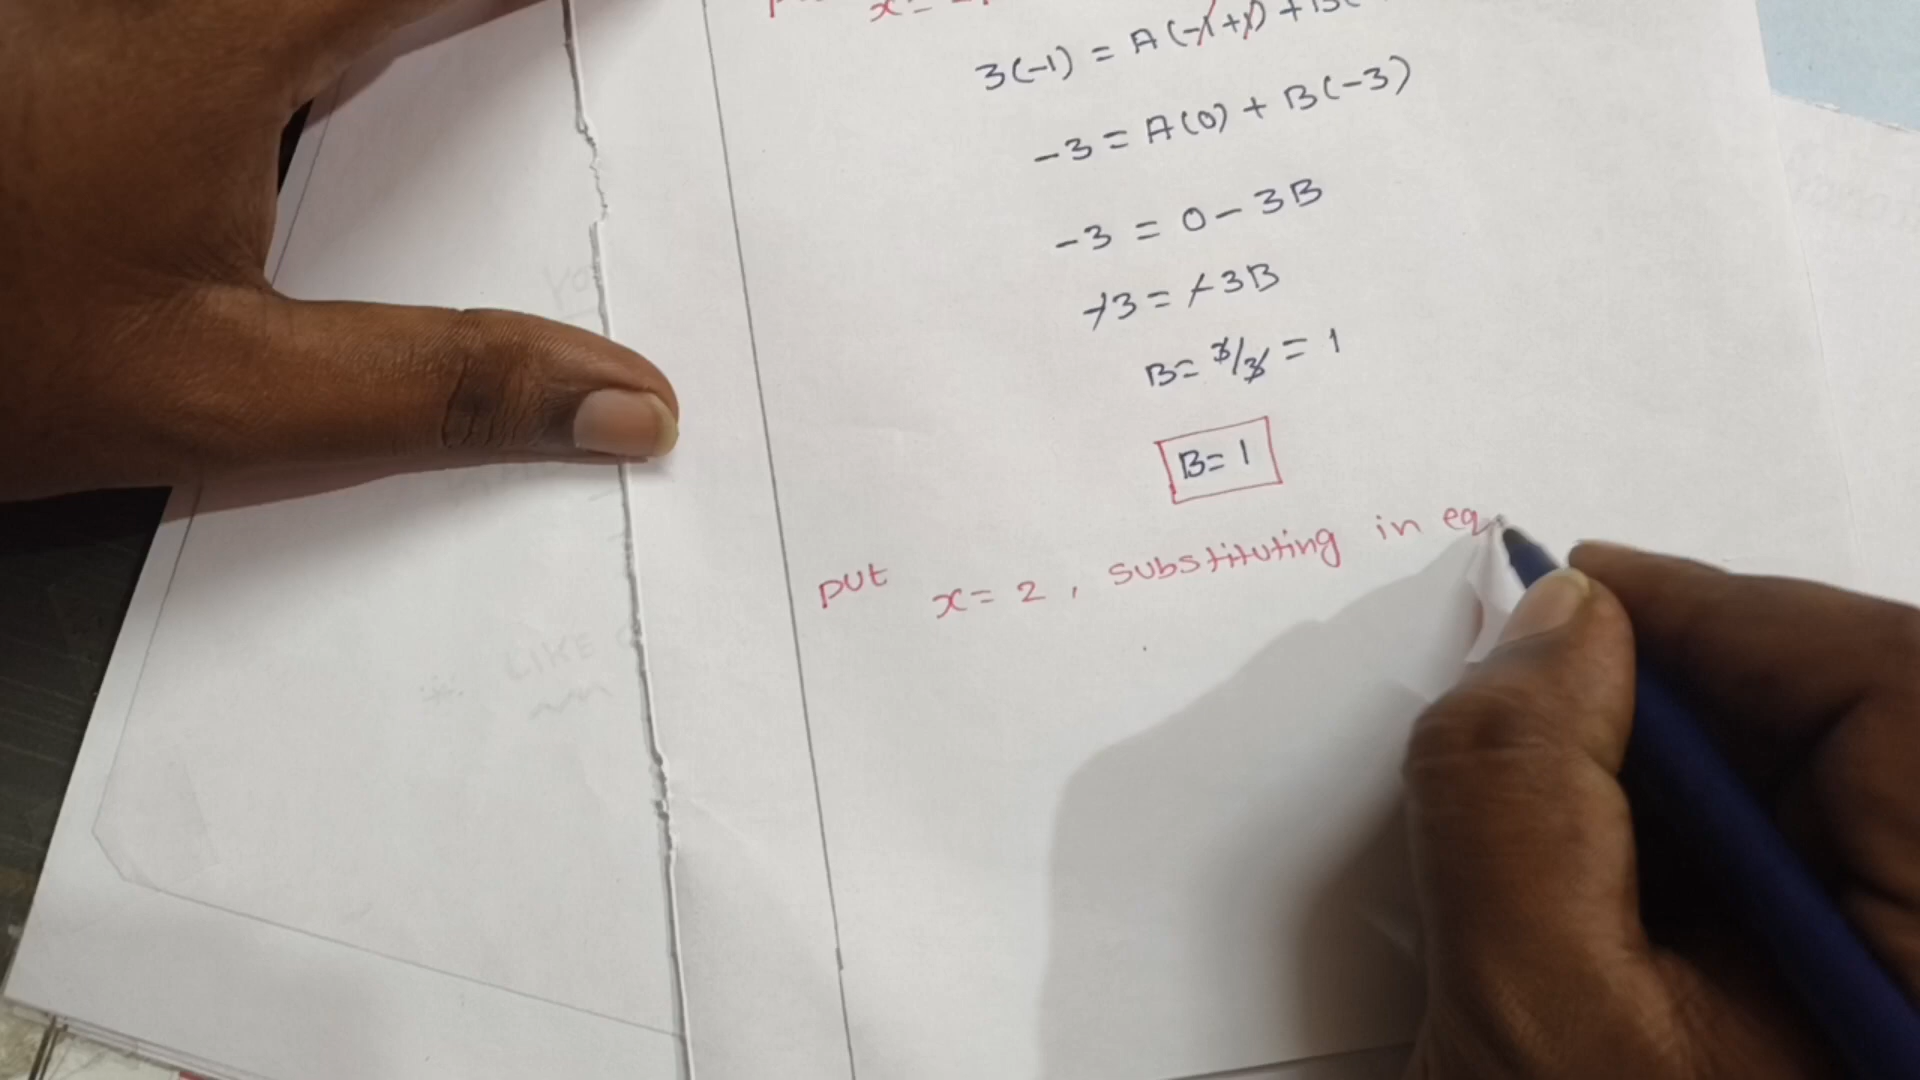 x =
3(-1) = A(-1+1) + B(
-3 = A(0) + B(-3)
-3 = 0 - 3B
-3 = -3B
B = 3/3 = 1
B = 1
put x = 2, substituting in eq
LIKE